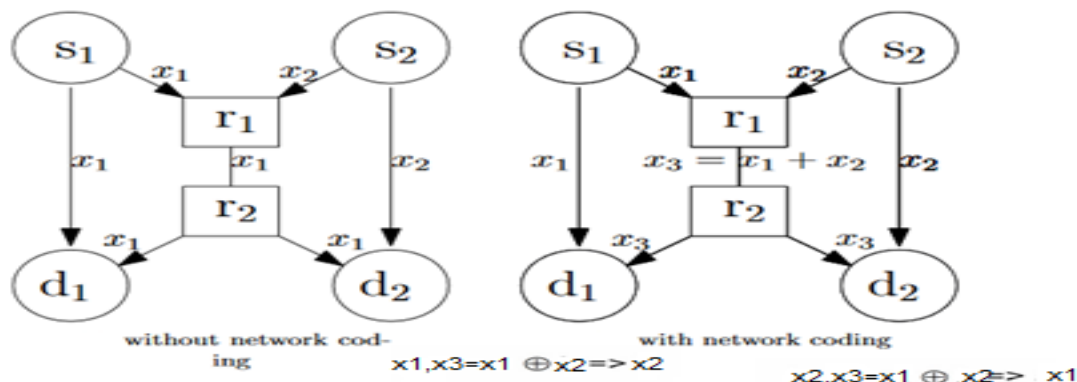 s₁ s₂ s₁ s₂
x₁ x₂ x₁ x₂
r₁ r₁
x₁ x₁ x₂ x₁ x₃ = x₁ + x₂ x₂
r₂ r₂
x₁ x₁ x₃ x₃
d₁ d₂ d₁ d₂
without network cod-
ing
with network coding
x1,x3=x1 ⊕x2=> x2
x2,x3=x1 ⊕ x2=> x1